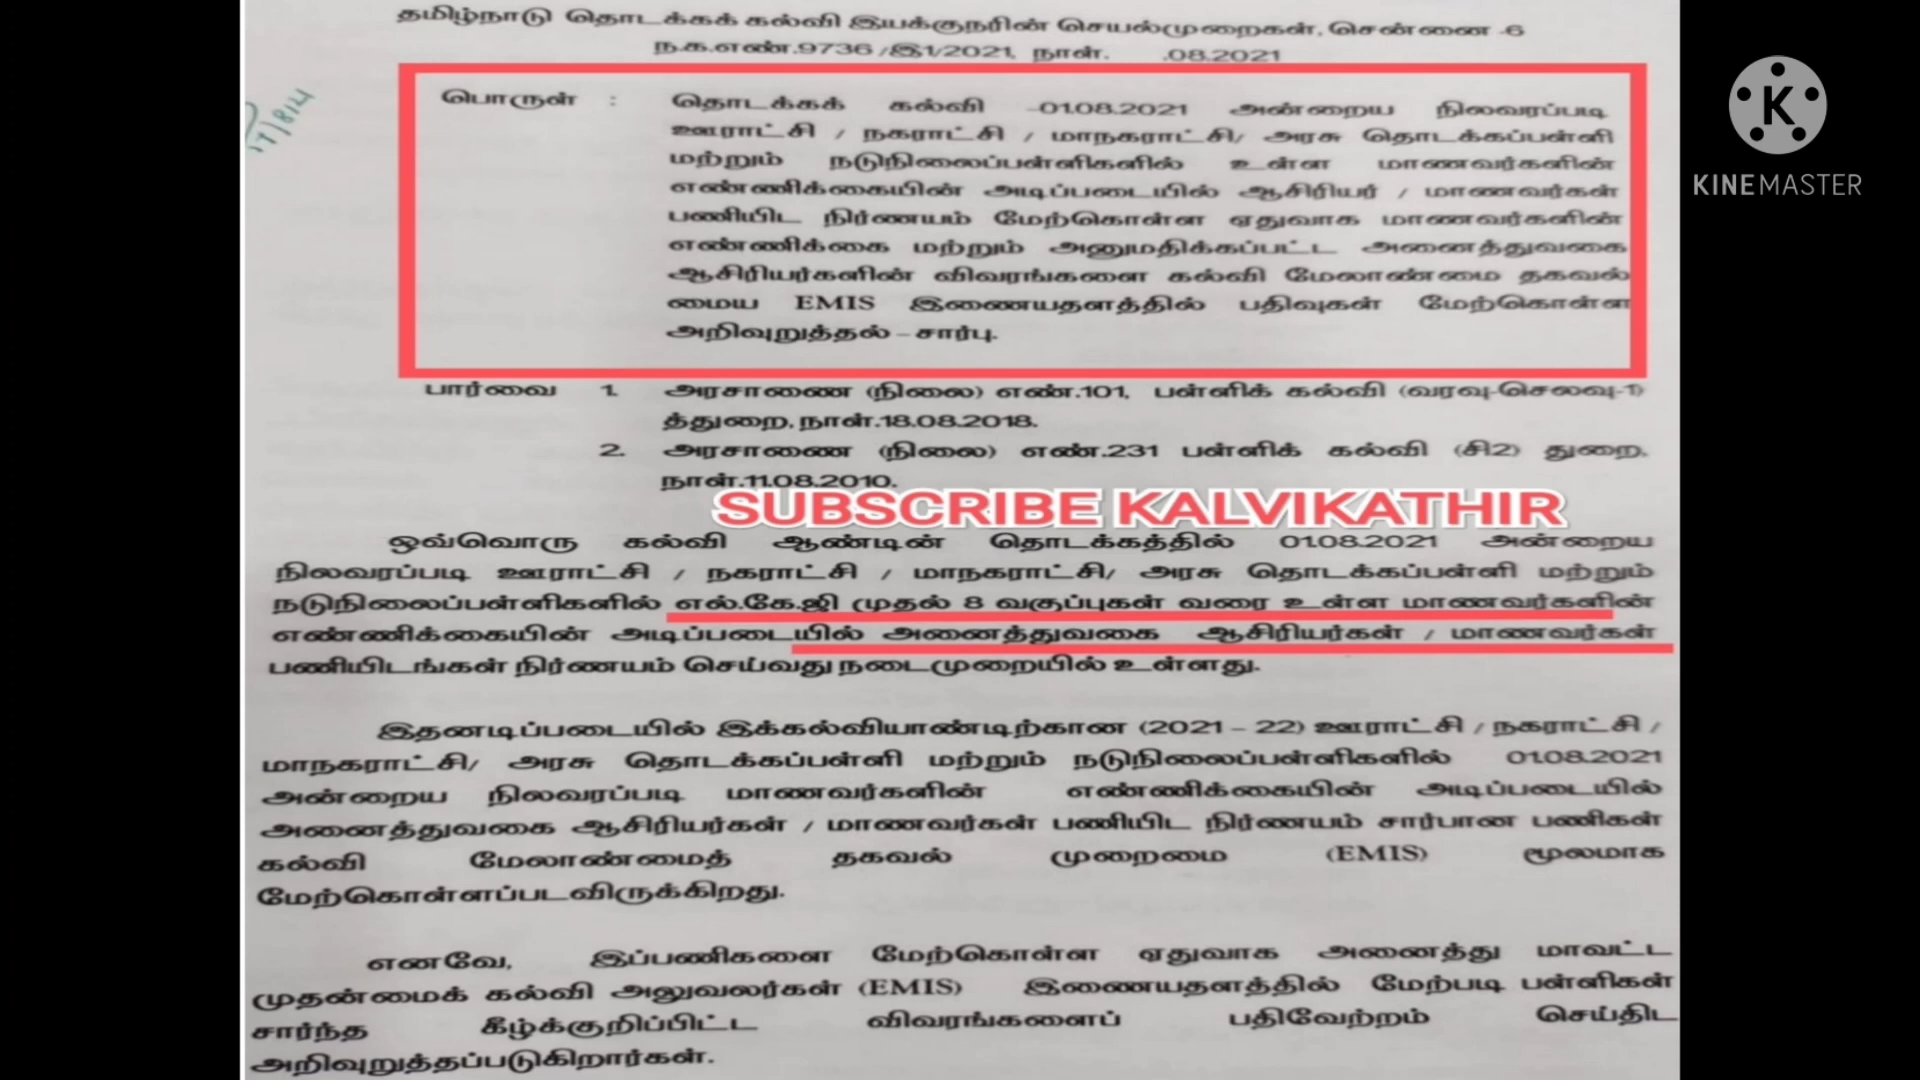 தமிழ்நாடு தொடக்கக் கல்வி இயக்குநரின் செயல்முறைகள், சென்னை -6
ந.க.எண்.9736 /இ1/2021, நாள். .08.2021
பொருள் : தொடக்கக் கல்வி -01.08.2021 அன்றைய நிலவரப்படி
ஊராட்சி / நகராட்சி / மாநகராட்சி/ அரசு தொடக்கப்பள்ளி
மற்றும் நடுநிலைப்பள்ளிகளில் உள்ள மாணவர்களின்
எண்ணிக்கையின் அடிப்படையில் ஆசிரியர் / மாணவர்கள்
பணியிட நிர்ணயம் மேற்கொள்ள ஏதுவாக மாணவர்களின்
எண்ணிக்கை மற்றும் அனுமதிக்கப்பட்ட அனைத்துவகை
ஆசிரியர்களின் விவரங்களை கல்வி மேலாண்மை தகவல்
மைய EMIS இணையதளத்தில் பதிவுகள் மேற்கொள்ள
அறிவுறுத்தல் – சார்பு.
பார்வை 1. அரசாணை (நிலை) எண்.101, பள்ளிக் கல்வி (வரவு-செலவு-1)
த்துறை, நாள்.18.08.2018.
2. அரசாணை (நிலை) எண்.231 பள்ளிக் கல்வி (சி2) துறை,
நாள்.11.08.2010.
SUBSCRIBE KALVIKATHIR
ஒவ்வொரு கல்வி ஆண்டின் தொடக்கத்தில் 01.08.2021 அன்றைய
நிலவரப்படி ஊராட்சி / நகராட்சி / மாநகராட்சி/ அரசு தொடக்கப்பள்ளி மற்றும்
நடுநிலைப்பள்ளிகளில் எல்.கே.ஜி முதல் 8 வகுப்புகள் வரை உள்ள மாணவர்களின்
எண்ணிக்கையின் அடிப்படையில் அனைத்துவகை ஆசிரியர்கள் / மாணவர்கள்
பணியிடங்கள் நிர்ணயம் செய்வது நடைமுறையில் உள்ளது.
இதனடிப்படையில் இக்கல்வியாண்டிற்கான (2021 – 22) ஊராட்சி / நகராட்சி /
மாநகராட்சி/ அரசு தொடக்கப்பள்ளி மற்றும் நடுநிலைப்பள்ளிகளில் 01.08.2021
அன்றைய நிலவரப்படி மாணவர்களின் எண்ணிக்கையின் அடிப்படையில்
அனைத்துவகை ஆசிரியர்கள் / மாணவர்கள் பணியிட நிர்ணயம் சார்பான பணிகள்
கல்வி மேலாண்மைத் தகவல் முறைமை (EMIS) மூலமாக
மேற்கொள்ளப்படவிருக்கிறது.
எனவே, இப்பணிகளை மேற்கொள்ள ஏதுவாக அனைத்து மாவட்ட
முதன்மைக் கல்வி அலுவலர்கள் (EMIS) இணையதளத்தில் மேற்படி பள்ளிகள்
சார்ந்த கீழ்க்குறிப்பிட்ட விவரங்களைப் பதிவேற்றம் செய்திட
அறிவுறுத்தப்படுகிறார்கள்.
K
KINEMASTER